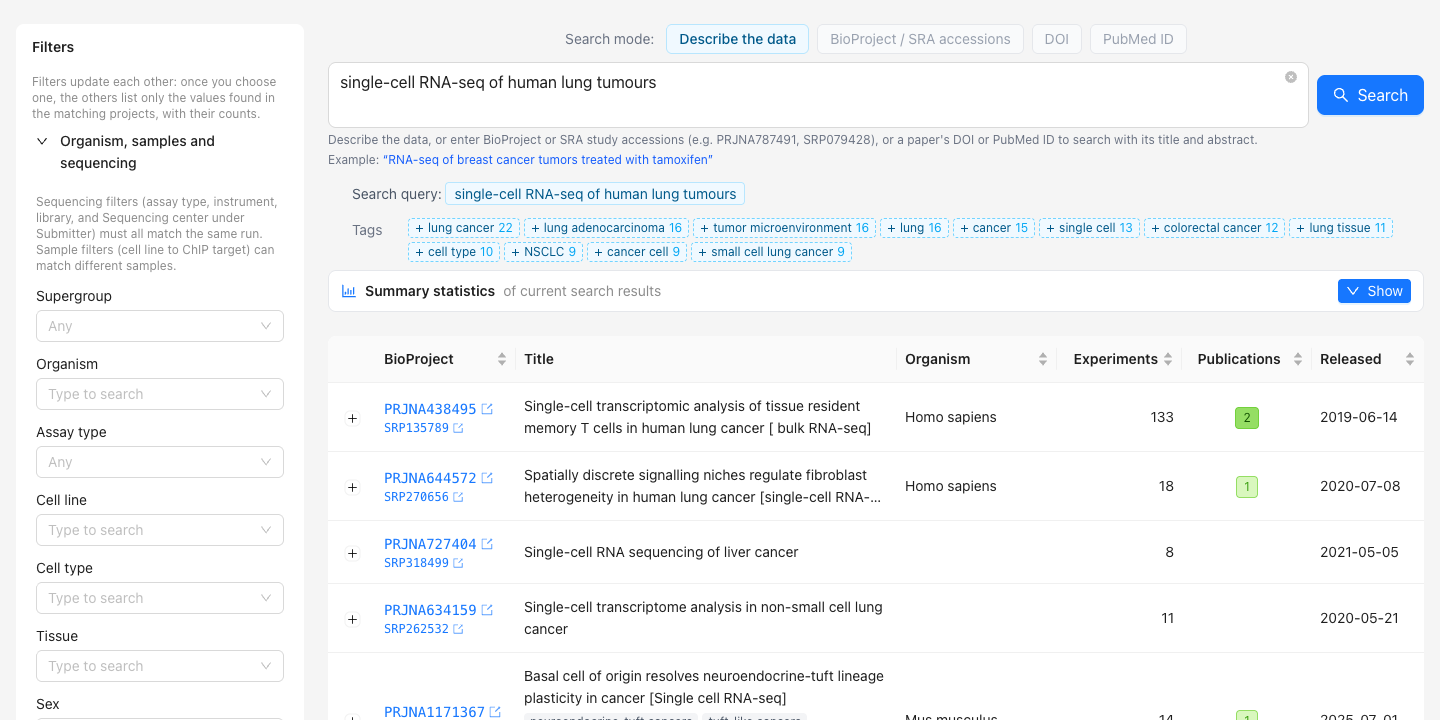 Filters
Filters update each other: once you choose
one, the others list only the values found in
the matching projects, with their counts.
Organism, samples and
sequencing
Sequencing filters (assay type, instrument,
library, and Sequencing center under
Submitter) must all match the same run.
Sample filters (cell line to ChIP target) can
match different samples.
Supergroup
Any
Organism
Type to search
Assay type
Any
Cell line
Type to search
Cell type
Type to search
Tissue
Type to search
Sex
Search mode: Describe the data BioProject / SRA accessions DOI PubMed ID
single-cell RNA-seq of human lung tumours
Search
Describe the data, or enter BioProject or SRA study accessions (e.g. PRJNA787491, SRP079428), or a paper's DOI or PubMed ID to search with its title and abstract.
Example: “RNA-seq of breast cancer tumors treated with tamoxifen”
Search query: single-cell RNA-seq of human lung tumours
Tags + lung cancer 22 + lung adenocarcinoma 16 + tumor microenvironment 16 + lung 16 + cancer 15 + single cell 13 + colorectal cancer 12 + lung tissue 11
+ cell type 10 + NSCLC 9 + cancer cell 9 + small cell lung cancer 9
Summary statistics of current search results Show
BioProject Title Organism Experiments Publications Released
PRJNA438495
SRP135789
Single-cell transcriptomic analysis of tissue resident
memory T cells in human lung cancer [ bulk RNA-seq]
Homo sapiens 133 2 2019-06-14
PRJNA644572
SRP270656
Spatially discrete signalling niches regulate fibroblast
heterogeneity in human lung cancer [single-cell RNA-...
Homo sapiens 18 1 2020-07-08
PRJNA727404
SRP318499
Single-cell RNA sequencing of liver cancer
8 2021-05-05
PRJNA634159
SRP262532
Single-cell transcriptome analysis in non-small cell lung
cancer
11 2020-05-21
PRJNA1171367
Basal cell of origin resolves neuroendocrine-tuft lineage
plasticity in cancer [Single cell RNA-seq]
neuroendocrine-tuft cancers tuft-like cancers
Mus musculus 14 1 2025-07-01